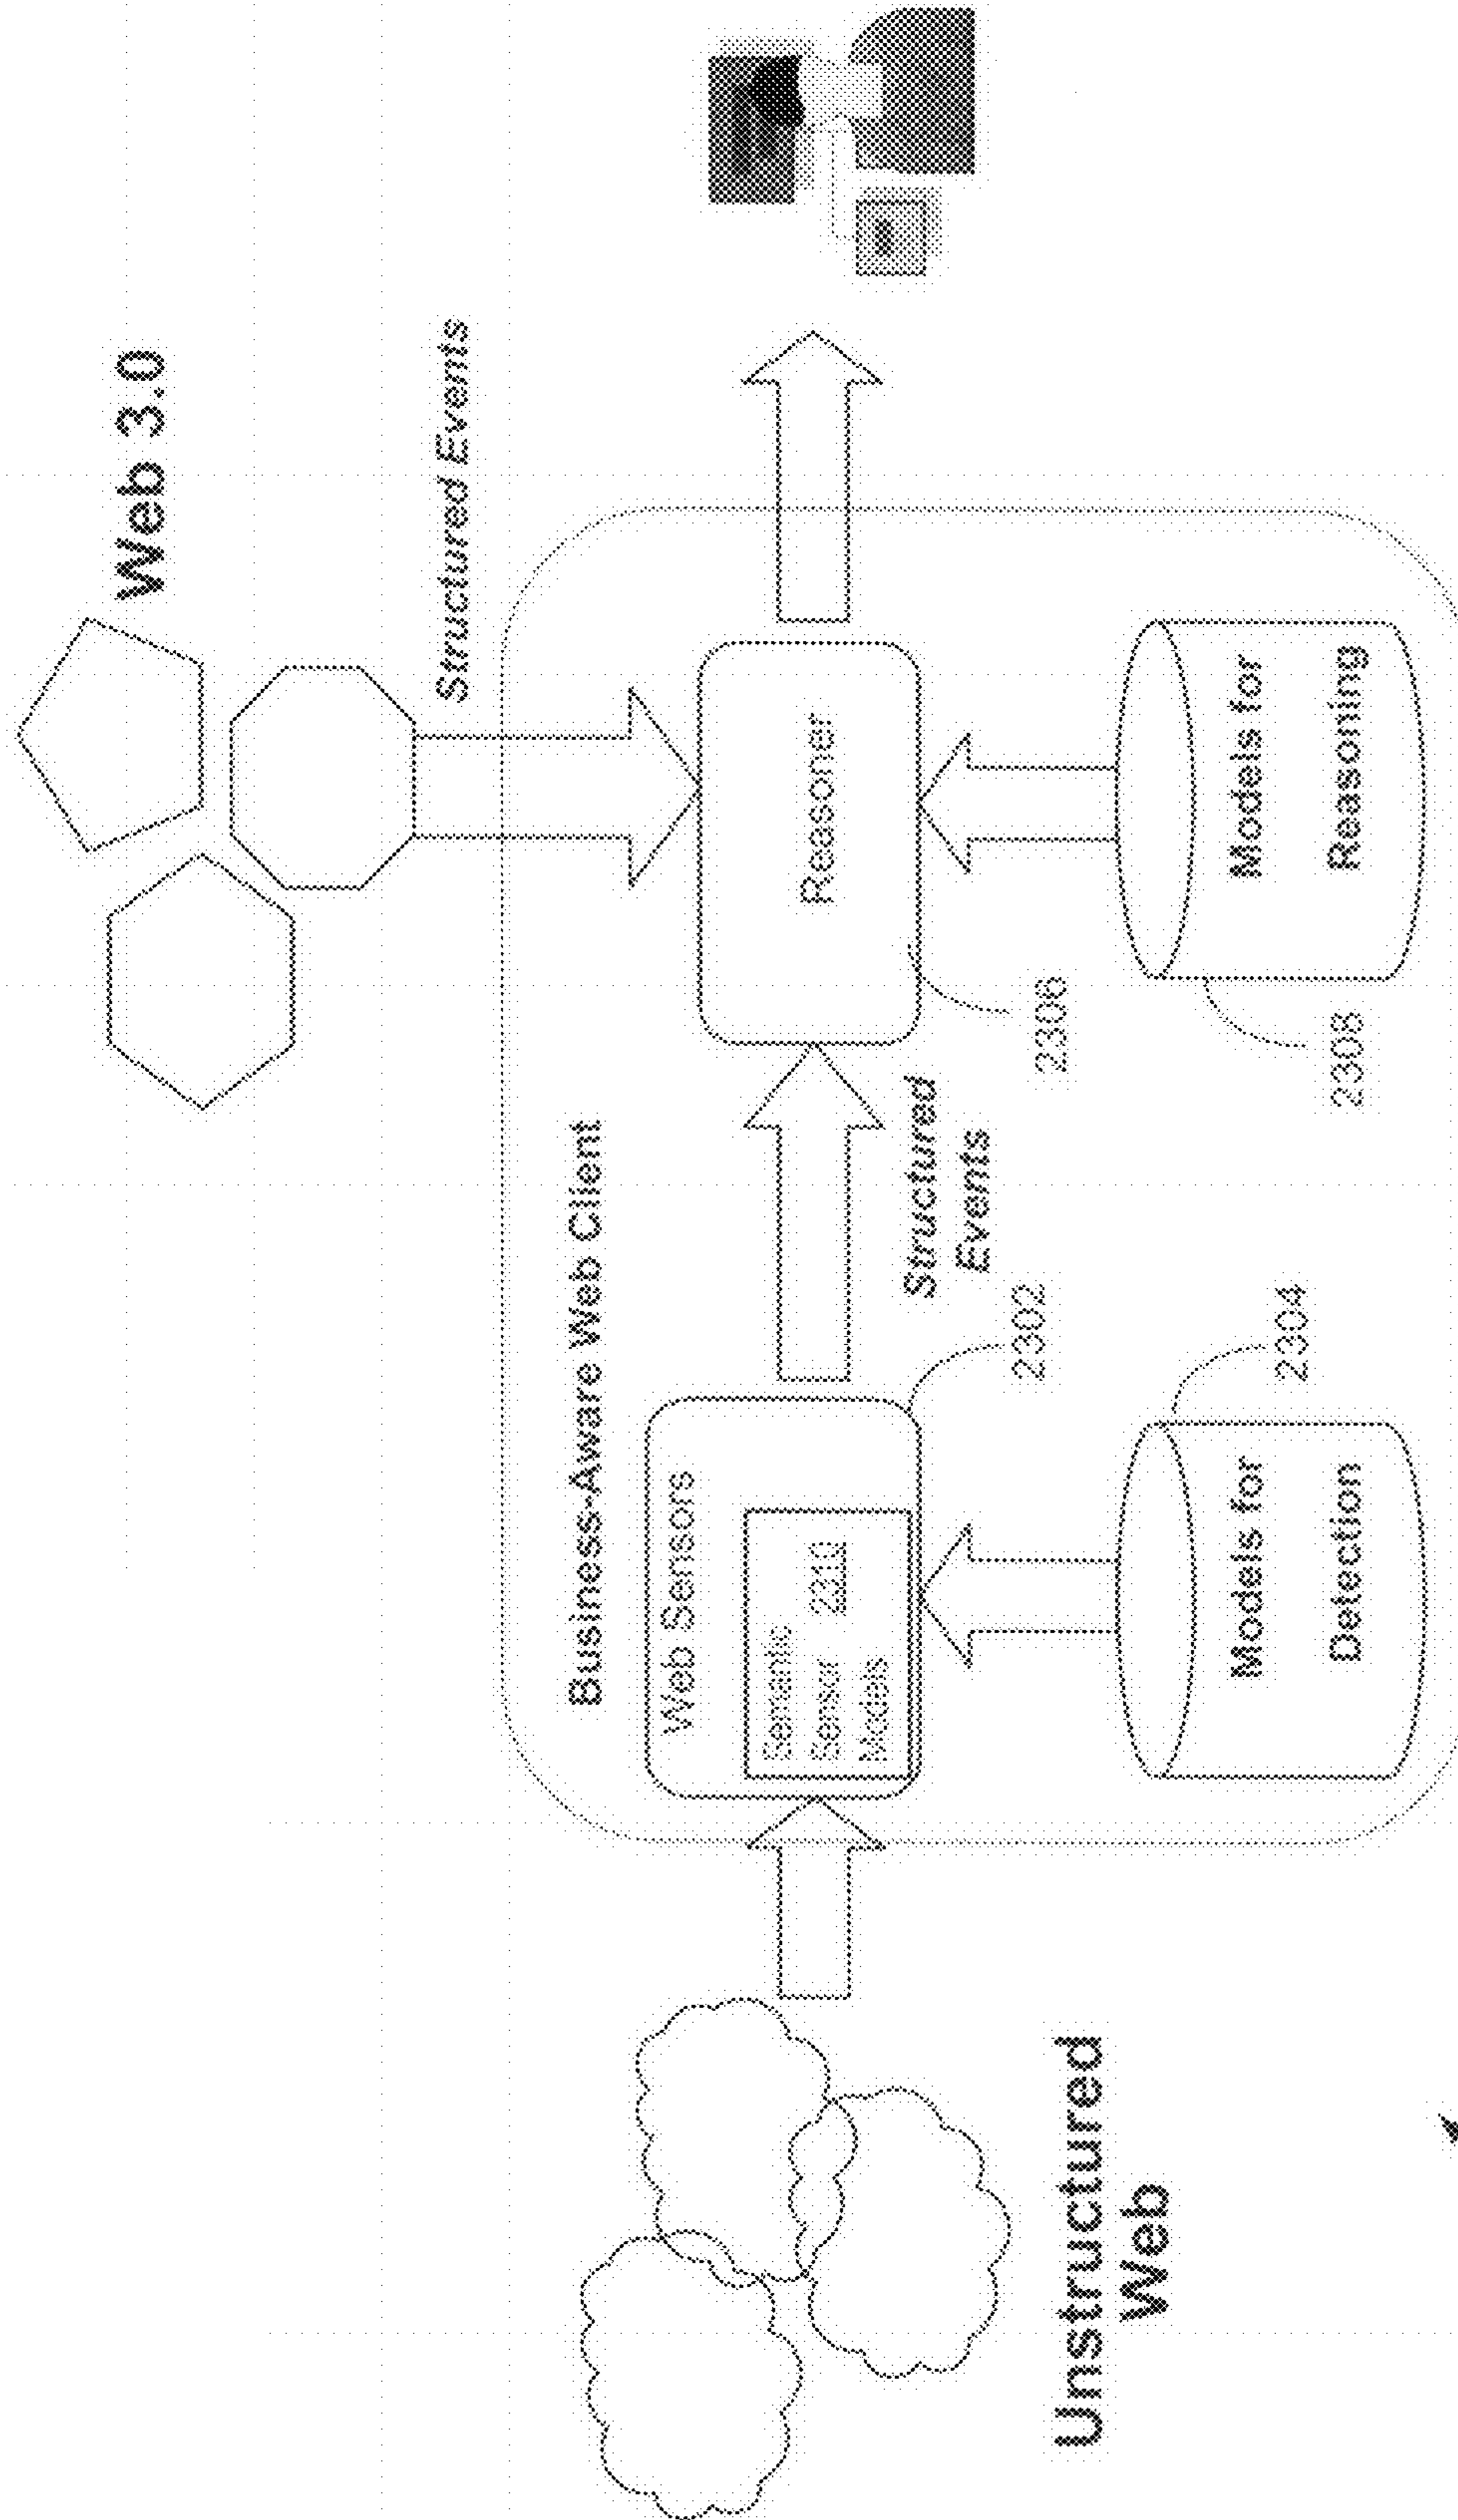 Web 3.0
Structured Events
Business-Aware Web Client
Web Sensors
Semantic
Sensor
Models
Reasoner
Structured
Events
2302
2306
Unstructured
Web
Models for
Detection
2304
Models for
Reasoning
2308